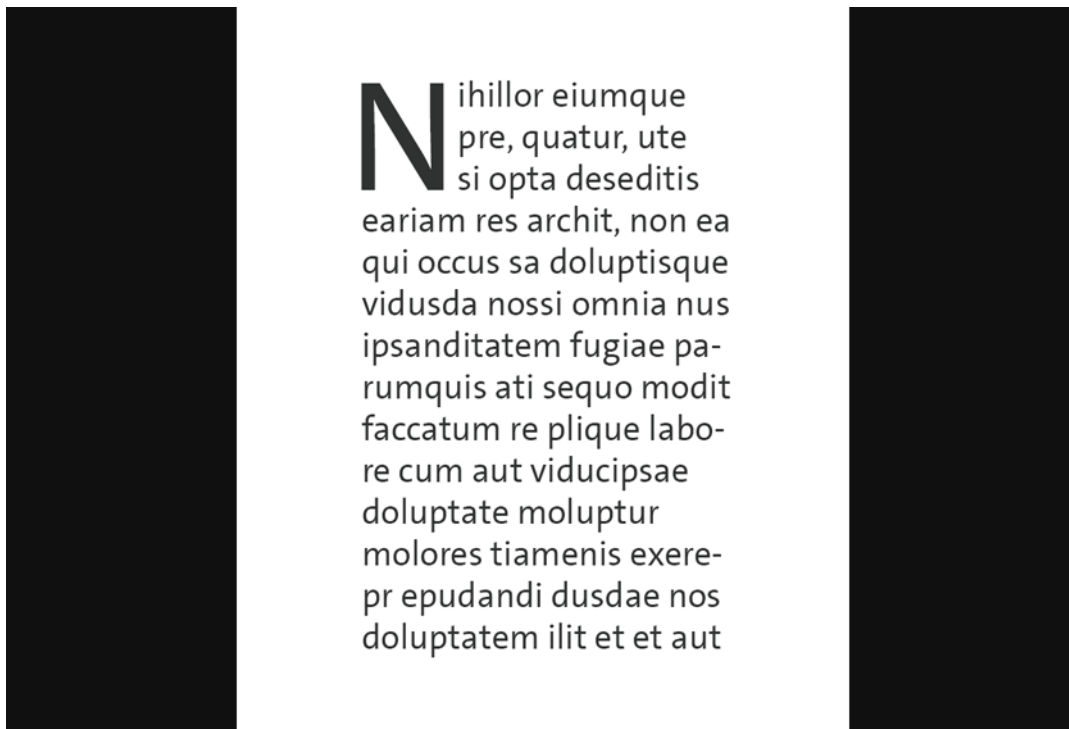 Nihillor eiumque
pre, quatur, ute
si opta deseditis
eariam res archit, non ea
qui occus sa doluptisque
vidusda nossi omnia nus
ipsanditatem fugiae pa-
rumquis ati sequo modit
faccatum re plique labo-
re cum aut viducipsae
doluptate moluptur
molores tiamenis exere-
pr epudandi dusdae nos
doluptatem ilit et et aut